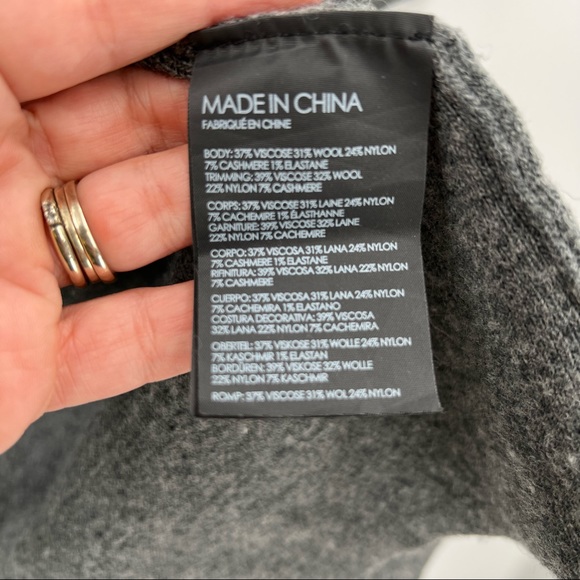 MADE IN CHINA
FABRIQUÉ EN CHINE
BODY: 37% VISCOSE 31% WOOL 24% NYLON
7% CASHMERE 1% ELASTANE
TRIMMING: 39% VISCOSE 32% WOOL
22% NYLON 7% CASHMERE
CORPS: 37% VISCOSE 31% LAINE 24% NYLON
7% CACHEMIRE 1% ÉLASTHANNE
GARNITURE: 39% VISCOSE 32% LAINE
22% NYLON 7% CACHEMIRE
CORPO: 37% VISCOSA 31% LANA 24% NYLON
7% CASHMERE 1% ELASTANE
RIFINITURA: 39% VISCOSA 32% LANA 22% NYLON
7% CASHMERE
CUERPO: 37% VISCOSA 31% LANA 24% NYLON
7% CACHEMIRA 1% ELASTANO
COSTURA DECORATIVA: 39% VISCOSA
32% LANA 22% NYLON 7% CACHEMIRA
OBERTEIL: 37% VISKOSE 31% WOLLE 24% NYLON
7% KASCHMIR 1% ELASTAN
BORDÜREN: 39% VISKOSE 32% WOLLE
22% NYLON 7% KASCHMIR
ROMP: 37% VISCOSE 31% WOL 24% NYLON